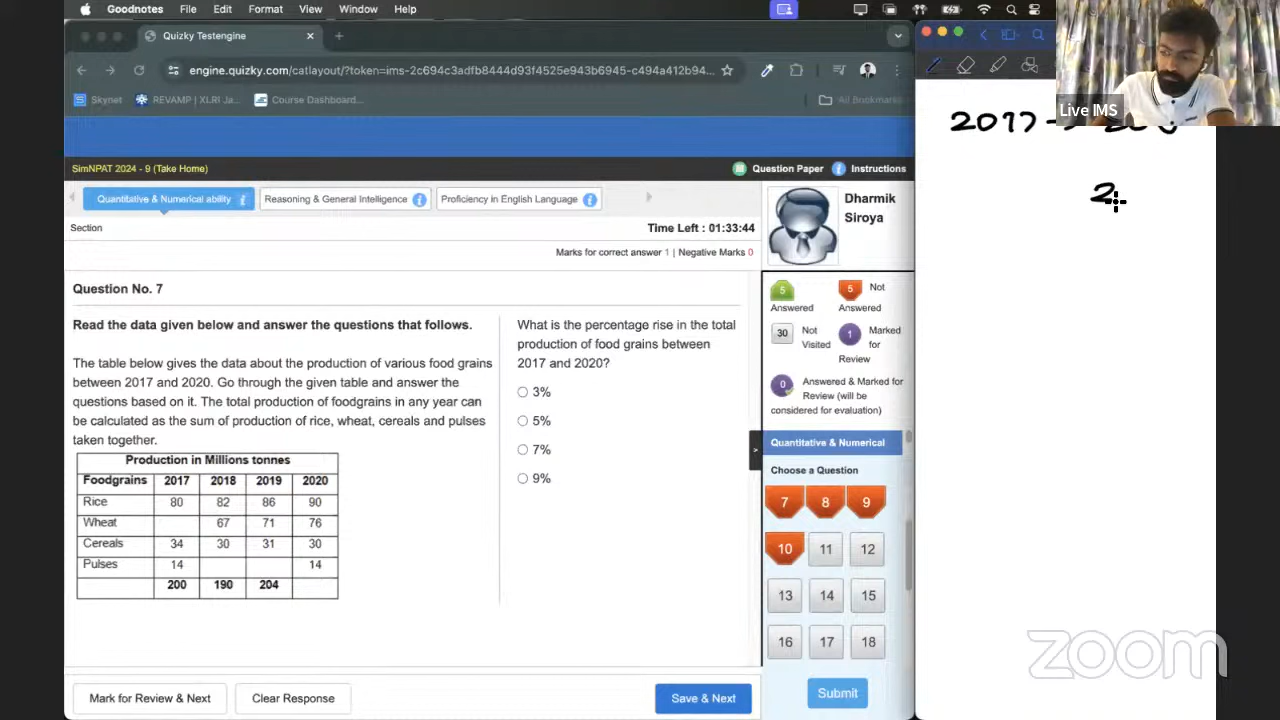 Goodnotes File Edit Format View Window Help
Quizky Testengine
engine.quizky.com/catlayout/?token=ims-2c694c3adfb8444d93f4525e943b6945-c494a412b94...
Skynet REVAMP | XLRI Ja... Course Dashboard... All Bookmarks
Live IMS
SimNPAT 2024 - 9 (Take Home) Question Paper Instructions
Quantitative & Numerical ability Reasoning & General Intelligence Proficiency in English Language
Dharmik
Siroya
Section Time Left : 01:33:44
Marks for correct answer 1 | Negative Marks 0
Question No. 7
Read the data given below and answer the questions that follows.
The table below gives the data about the production of various food grains
between 2017 and 2020. Go through the given table and answer the
questions based on it. The total production of foodgrains in any year can
be calculated as the sum of production of rice, wheat, cereals and pulses
taken together.
Production in Millions tonnes
Foodgrains 2017 2018 2019 2020
Rice 80 82 86 90
Wheat 67 71 76
Cereals 34 30 31 30
Pulses 14 14
200 190 204
What is the percentage rise in the total
production of food grains between
2017 and 2020?
3%
5%
7%
9%
5 Answered
5 Not Answered
30 Not Visited
1 Marked for Review
0 Answered & Marked for
Review (will be
considered for evaluation)
Quantitative & Numerical
Choose a Question
7 8 9
10 11 12
13 14 15
16 17 18
Mark for Review & Next Clear Response Save & Next Submit
2017
2
zoom